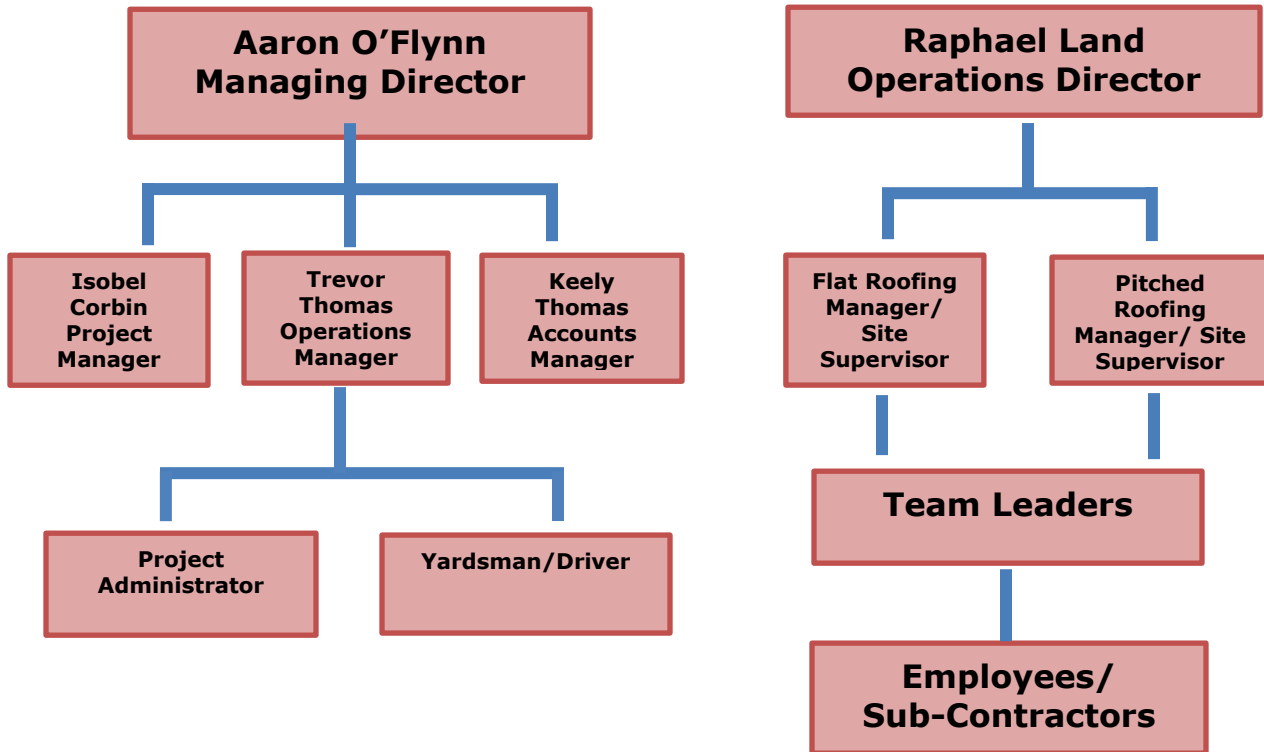 Aaron O’Flynn
Managing Director
Raphael Land
Operations Director
Isobel
Corbin
Project
Manager
Trevor
Thomas
Operations
Manager
Keely
Thomas
Accounts
Manager
Flat Roofing
Manager/
Site
Supervisor
Pitched
Roofing
Manager/ Site
Supervisor
Project
Administrator
Yardsman/Driver
Team Leaders
Employees/
Sub-Contractors